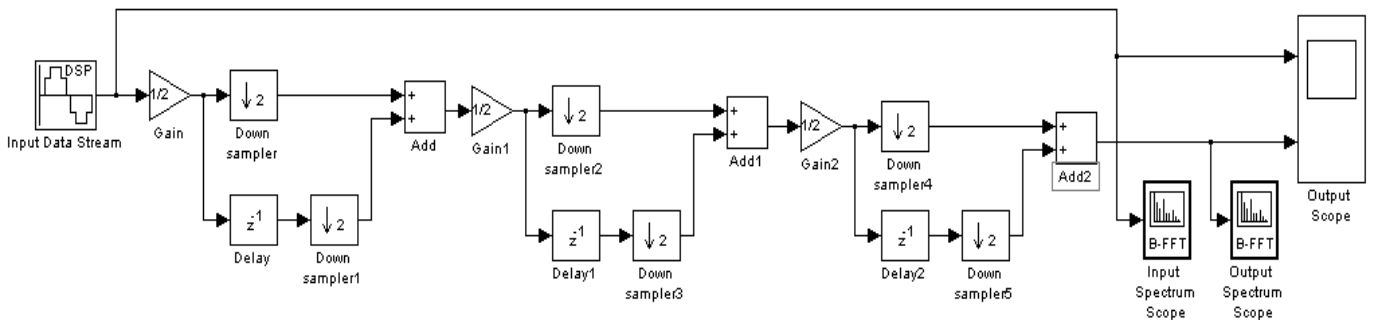 DSP
Input Data Stream
1/2
Gain
↓ 2
Down
sampler
z-1
Delay
↓ 2
Down
sampler1
+
+
Add
1/2
Gain1
↓ 2
Down
sampler2
z-1
Delay1
↓ 2
Down
sampler3
+
+
Add1
1/2
Gain2
↓ 2
Down
sampler4
z-1
Delay2
↓ 2
Down
sampler5
+
+
Add2
B-FFT
Input
Spectrum
Scope
B-FFT
Output
Spectrum
Scope
Output
Scope